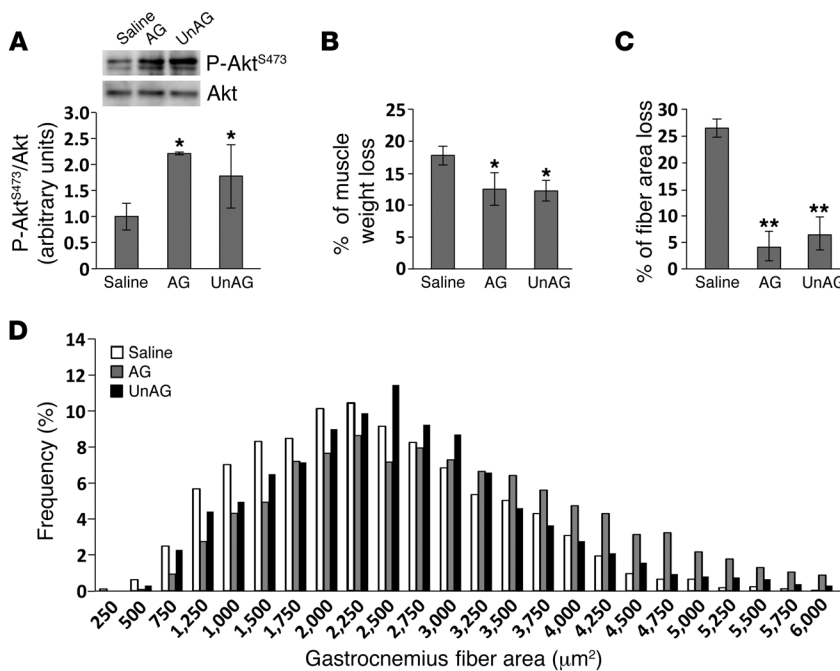 A
Saline
AG
UnAG
P-Akt^S473
Akt
P-Akt^S473/Akt
(arbitrary units)
3.0
2.5
2.0
1.5
1.0
0.5
0
*
*
Saline AG UnAG
B
% of muscle
weight loss
25
20
15
10
5
0
*
*
Saline AG UnAG
C
% of fiber area loss
30
25
20
15
10
5
0
**
**
Saline AG UnAG
D
Frequency (%)
14
12
10
8
6
4
2
0
Saline
AG
UnAG
250 500 750 1,250 1,000 1,500 1,750 2,000 2,250 2,500 2,750 3,000 3,250 3,500 3,750 4,000 4,250 4,500 4,750 5,000 5,250 5,500 5,750 6,000
Gastrocnemius fiber area (μm²)